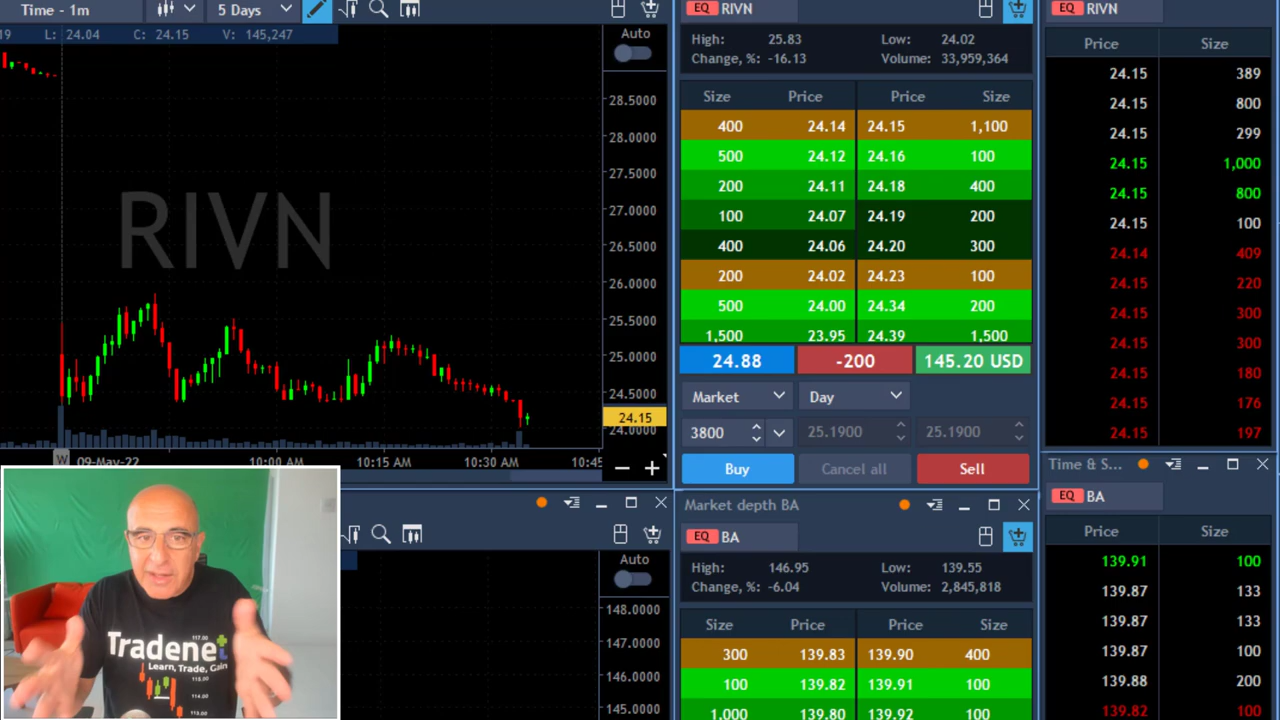 Time - 1m
5 Days
19 L: 24.04 C: 24.15 V: 145,247
Auto
28.5000
28.0000
27.5000
27.0000
26.5000
26.0000
25.5000
25.0000
24.5000
24.15
24.0000
RIVN
W 09-May-22 10:00 AM 10:15 AM 10:30 AM 10:45
EQ RIVN
High: 25.83 Low: 24.02
Change, %: -16.13 Volume: 33,959,364
Size Price Price Size
400 24.14 24.15 1,100
500 24.12 24.16 100
200 24.11 24.18 400
100 24.07 24.19 200
400 24.06 24.20 300
200 24.02 24.23 100
500 24.00 24.34 200
1,500 23.95 24.39 1,500
24.88 -200 145.20 USD
Market Day
3800 25.1900 25.1900
Buy Cancel all Sell
EQ RIVN
Price Size
24.15 389
24.15 800
24.15 299
24.15 1,000
24.15 800
24.15 100
24.14 409
24.15 220
24.15 300
24.15 300
24.15 180
24.15 176
24.15 197
Auto
148.0000
147.0000
146.0000
145.0000
Market depth BA
EQ BA
High: 146.95 Low: 139.55
Change, %: -6.04 Volume: 2,845,818
Size Price Price Size
300 139.83 139.90 400
100 139.82 139.91 100
1,000 139.80 139.92 100
Time & S...
EQ BA
Price Size
139.91 100
139.87 133
139.87 133
139.87 100
139.88 200
139.82 100
117.00
Tradenet
Learn, Trade, Gain
115.00
114.00
113.00